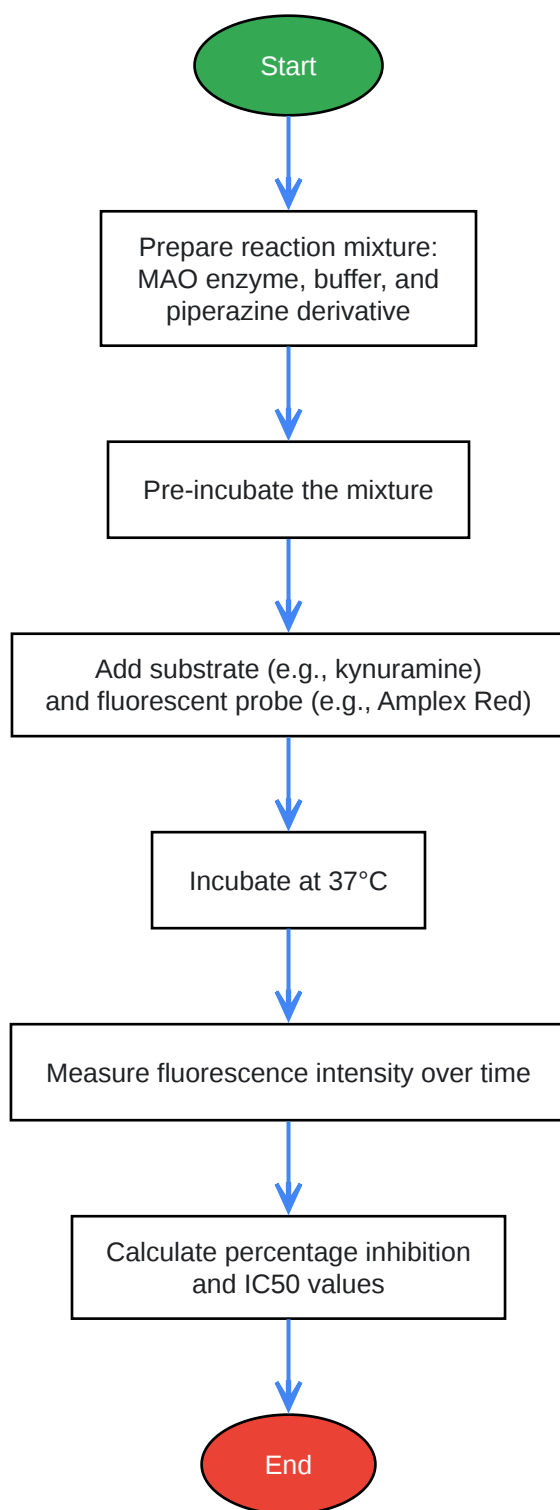 Start
Prepare reaction mixture:
MAO enzyme, buffer, and
piperazine derivative
Pre-incubate the mixture
Add substrate (e.g., kynuramine)
and fluorescent probe (e.g., Amplex Red)
Incubate at 37°C
Measure fluorescence intensity over time
Calculate percentage inhibition
and IC50 values
End